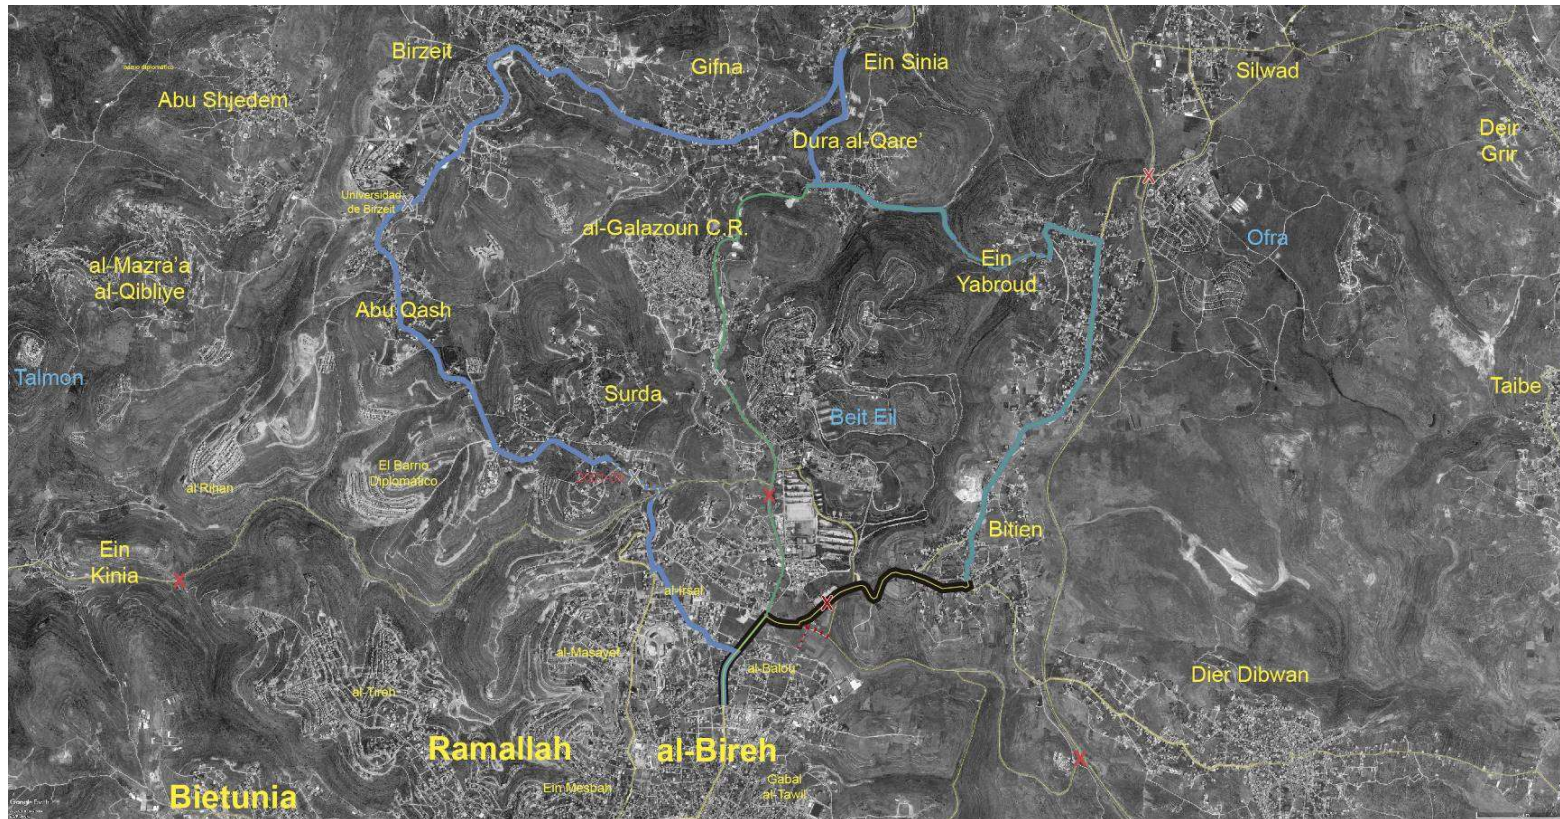 Birzeit
Gifna
Ein Sinia
Silwad
Abu Shjedem
Dura al-Qare'
Deir
Grir
Universidad
de Birzeit
al-Galazoun C.R.
Ofra
al-Mazra'a
al-Qibliye
Ein
Yabroud
Abu Qash
Talmon
Surda
Beit Eil
Taibe
El Barrio
Diplomático
al Rihan
Bitien
Ein
Kinia
al-Irsal
al-Masayef
al-Balou
al-Tireh
Dier Dibwan
Ramallah
al-Bireh
Ein Mesbah
Gabal
al-Tawil
Bietunia